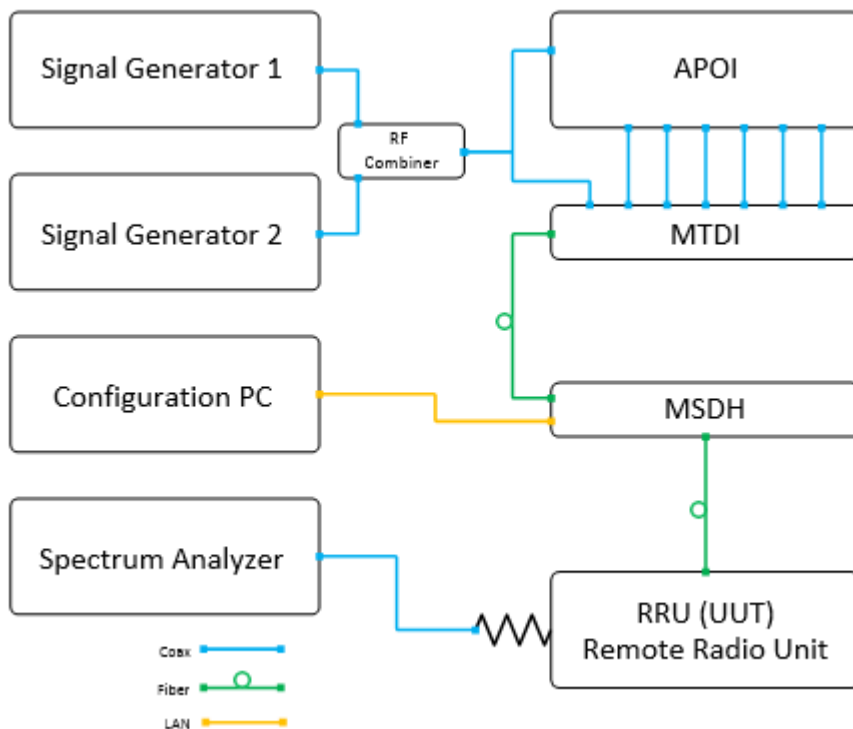 Signal Generator 1
APOI
RF
Combiner
Signal Generator 2
MTDI
Configuration PC
MSDH
Spectrum Analyzer
RRU (UUT)
Remote Radio Unit
Coax
Fiber
LAN